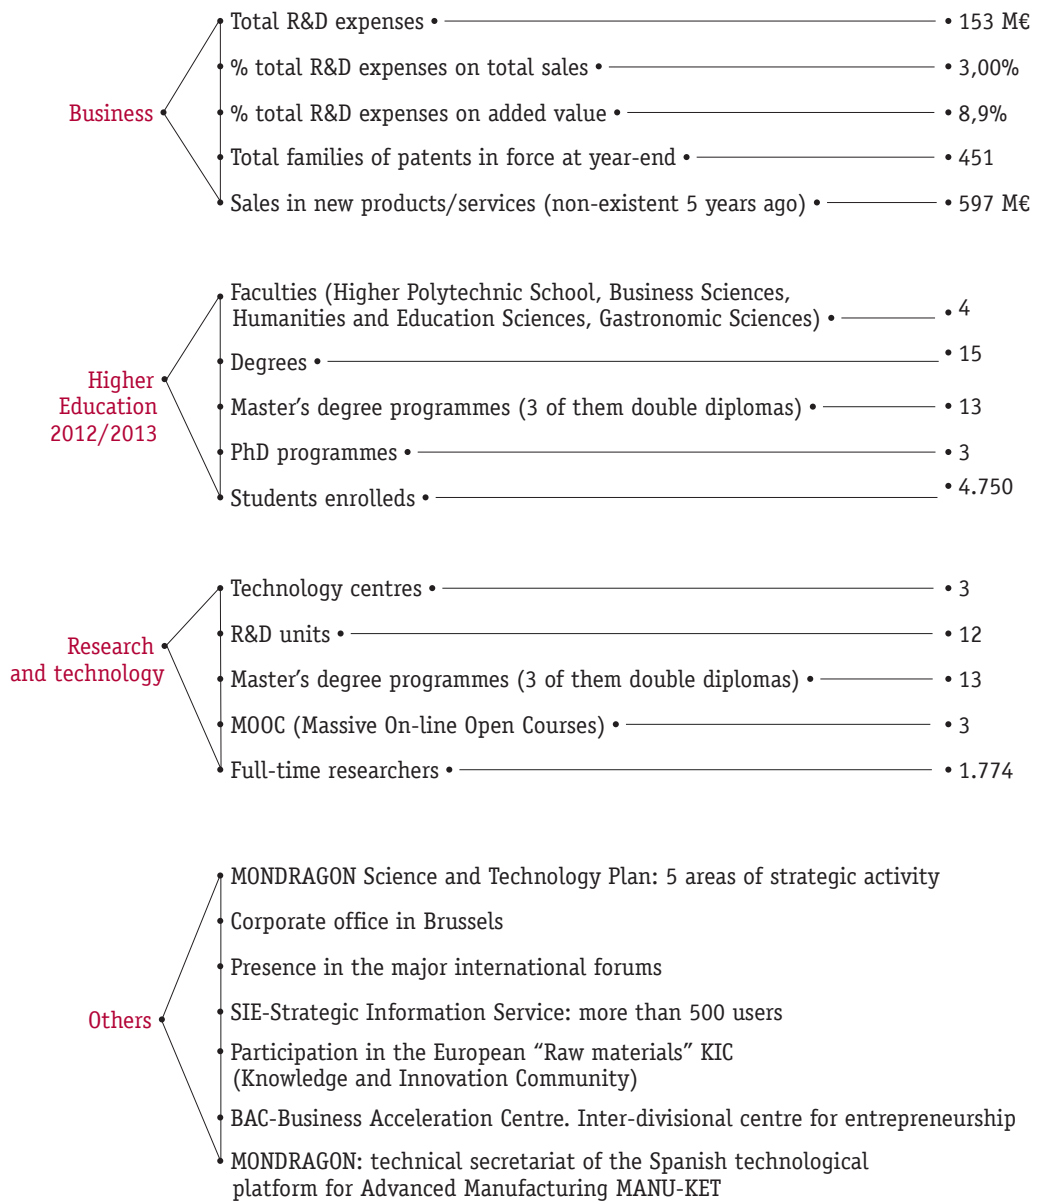 Business
Total R&D expenses • 153 M€
% total R&D expenses on total sales • 3,00%
% total R&D expenses on added value • 8,9%
Total families of patents in force at year-end • 451
Sales in new products/services (non-existent 5 years ago) • 597 M€
Higher
Education
2012/2013
Faculties (Higher Polytechnic School, Business Sciences,
Humanities and Education Sciences, Gastronomic Sciences) • 4
Degrees • 15
Master’s degree programmes (3 of them double diplomas) • 13
PhD programmes • 3
Students enrolleds • 4.750
Research
and technology
Technology centres • 3
R&D units • 12
Master’s degree programmes (3 of them double diplomas) • 13
MOOC (Massive On-line Open Courses) • 3
Full-time researchers • 1.774
Others
MONDRAGON Science and Technology Plan: 5 areas of strategic activity
Corporate office in Brussels
Presence in the major international forums
SIE-Strategic Information Service: more than 500 users
Participation in the European “Raw materials” KIC
(Knowledge and Innovation Community)
BAC-Business Acceleration Centre. Inter-divisional centre for entrepreneurship
MONDRAGON: technical secretariat of the Spanish technological
platform for Advanced Manufacturing MANU-KET